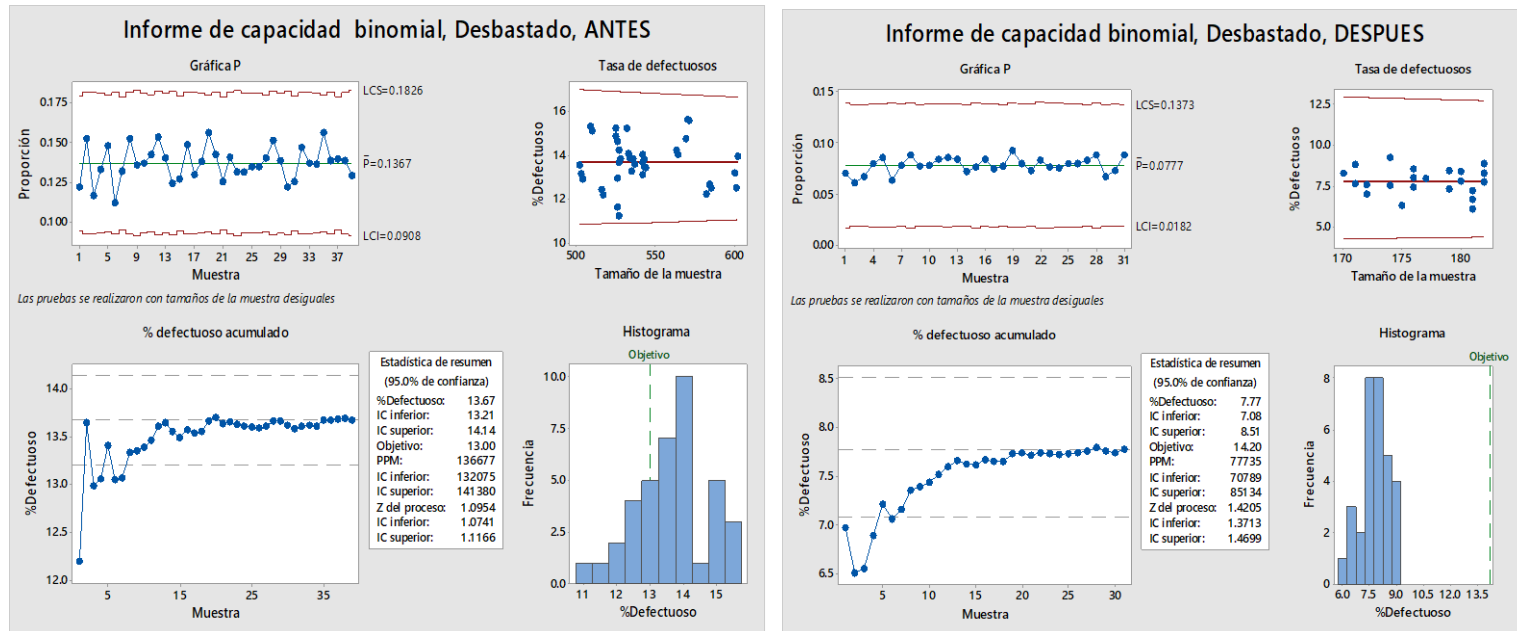 Informe de capacidad binomial, Desbastado, ANTES
Gráfica P
Proporción
0.175
0.150
0.125
0.100
LCS=0.1826
P̄=0.1367
LCI=0.0908
1 5 9 13 17 21 25 29 33 37
Muestra
Tasa de defectuosos
%Defectuoso
16
14
12
10
500 550 600
Tamaño de la muestra
Las pruebas se realizaron con tamaños de la muestra desiguales
% defectuoso acumulado
%Defectuoso
14.0
13.5
13.0
12.5
12.0
5 15 25 35
Muestra
Estadística de resumen
(95.0% de confianza)
%Defectuoso: 13.67
IC inferior: 13.21
IC superior: 14.14
Objetivo: 13.00
PPM: 136677
IC inferior: 132075
IC superior: 141380
Z del proceso: 1.0954
IC inferior: 1.0741
IC superior: 1.1166
Histograma
Objetivo
Frecuencia
10.0
7.5
5.0
2.5
0.0
11 12 13 14 15
%Defectuoso
Informe de capacidad binomial, Desbastado, DESPUES
Gráfica P
Proporción
0.15
0.10
0.05
0.00
LCS=0.1373
P̄=0.0777
LCI=0.0182
1 4 7 10 13 16 19 22 25 28 31
Muestra
Tasa de defectuosos
%Defectuoso
12.5
10.0
7.5
5.0
170 175 180
Tamaño de la muestra
Las pruebas se realizaron con tamaños de la muestra desiguales
% defectuoso acumulado
%Defectuoso
8.5
8.0
7.5
7.0
6.5
5 10 15 20 25 30
Muestra
Estadística de resumen
(95.0% de confianza)
%Defectuoso: 7.77
IC inferior: 7.08
IC superior: 8.51
Objetivo: 14.20
PPM: 77735
IC inferior: 70789
IC superior: 85134
Z del proceso: 1.4205
IC inferior: 1.3713
IC superior: 1.4699
Histograma
Objetivo
Frecuencia
8
6
4
2
0
6.0 7.5 9.0 10.5 12.0 13.5
%Defectuoso